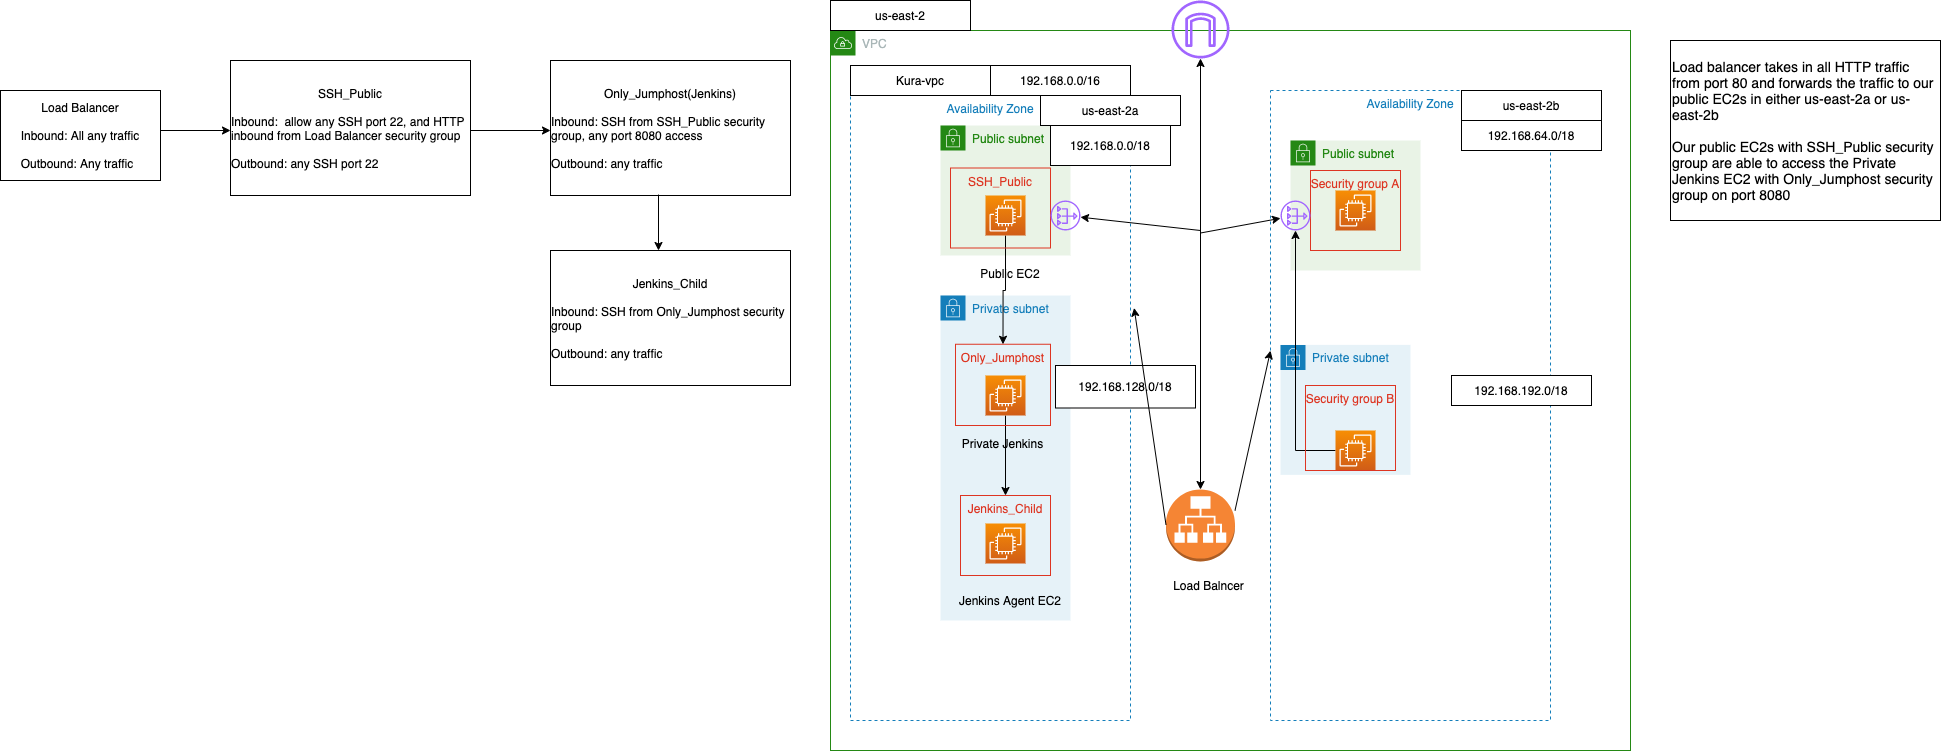 Load Balancer
Inbound: All any traffic
Outbound: Any traffic
SSH_Public
Inbound:  allow any SSH port 22, and HTTP
inbound from Load Balancer security group
Outbound: any SSH port 22
Only_Jumphost(Jenkins)
Inbound: SSH from SSH_Public security
group, any port 8080 access
Outbound: any traffic
Jenkins_Child
Inbound: SSH from Only_Jumphost security
group
Outbound: any traffic
us-east-2
VPC
Kura-vpc
192.168.0.0/16
Availability Zone
us-east-2a
Public subnet
192.168.0.0/18
SSH_Public
Public EC2
Private subnet
Only_Jumphost
192.168.128.0/18
Private Jenkins
Jenkins_Child
Jenkins Agent EC2
Load Balncer
Availability Zone
us-east-2b
192.168.64.0/18
Public subnet
Security group A
Private subnet
Security group B
192.168.192.0/18
Load balancer takes in all HTTP traffic
from port 80 and forwards the traffic to our
public EC2s in either us-east-2a or us-
east-2b
Our public EC2s with SSH_Public security
group are able to access the Private
Jenkins EC2 with Only_Jumphost security
group on port 8080